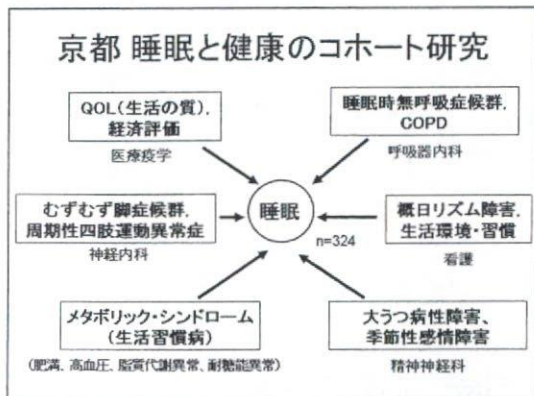 京都 睡眠と健康のコホート研究
QOL(生活の質),
経済評価
医療疫学
睡眠時無呼吸症候群,
COPD
呼吸器内科
むずむず脚症候群,
周期性四肢運動異常症
神経内科
睡眠
n=324
概日リズム障害,
生活環境・習慣
看護
メタボリック・シンドローム
(生活習慣病)
(肥満、高血圧、脂質代謝異常、耐糖能異常)
大うつ病性障害、
季節性感情障害
精神神経科